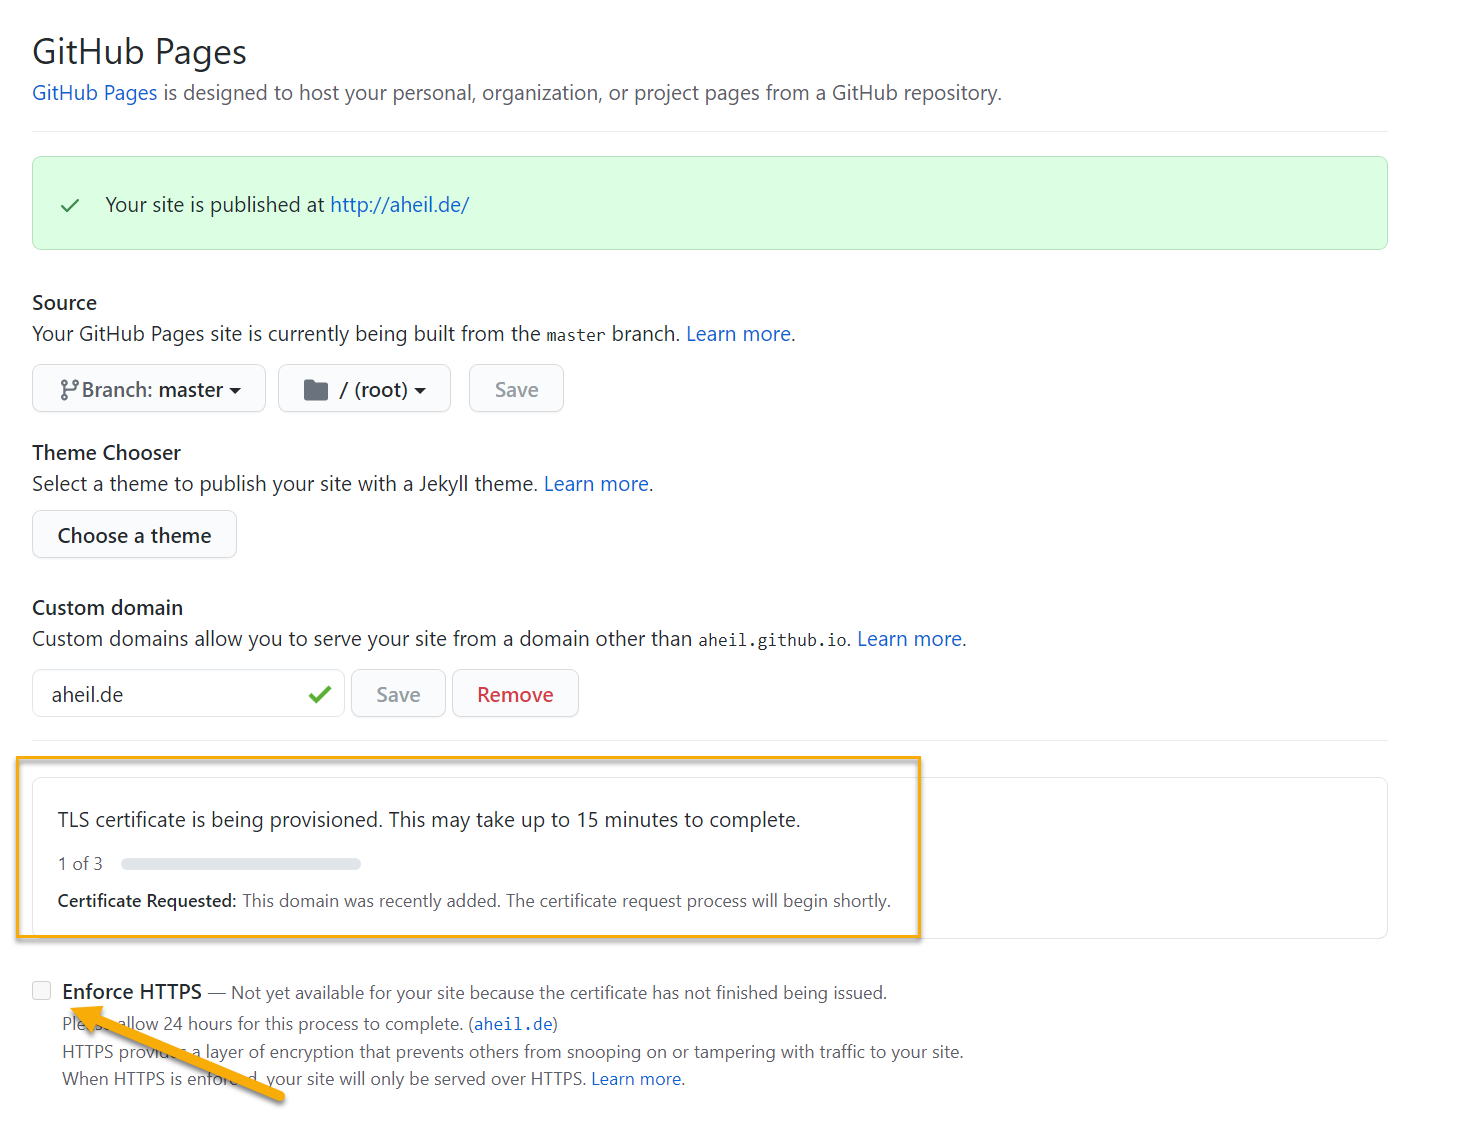 GitHub Pages
GitHub Pages is designed to host your personal, organization, or project pages from a GitHub repository.
Your site is published at http://aheil.de/
Source
Your GitHub Pages site is currently being built from the master branch. Learn more.
Branch: master / (root) Save
Theme Chooser
Select a theme to publish your site with a Jekyll theme. Learn more.
Choose a theme
Custom domain
Custom domains allow you to serve your site from a domain other than aheil.github.io. Learn more.
aheil.de Save Remove
TLS certificate is being provisioned. This may take up to 15 minutes to complete.
1 of 3
Certificate Requested: This domain was recently added. The certificate request process will begin shortly.
Enforce HTTPS — Not yet available for your site because the certificate has not finished being issued.
Please allow 24 hours for this process to complete. (aheil.de)
HTTPS provides a layer of encryption that prevents others from snooping on or tampering with traffic to your site.
When HTTPS is enforced, your site will only be served over HTTPS. Learn more.